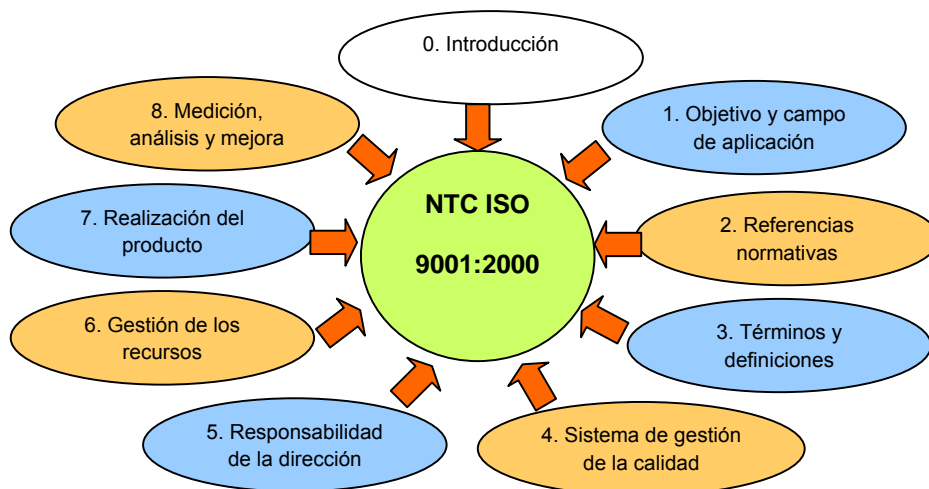 0. Introducción
1. Objetivo y campo
de aplicación
2. Referencias
normativas
3. Términos y
definiciones
4. Sistema de gestión
de la calidad
5. Responsabilidad
de la dirección
6. Gestión de los
recursos
7. Realización del
producto
8. Medición,
análisis y mejora
NTC ISO
9001:2000